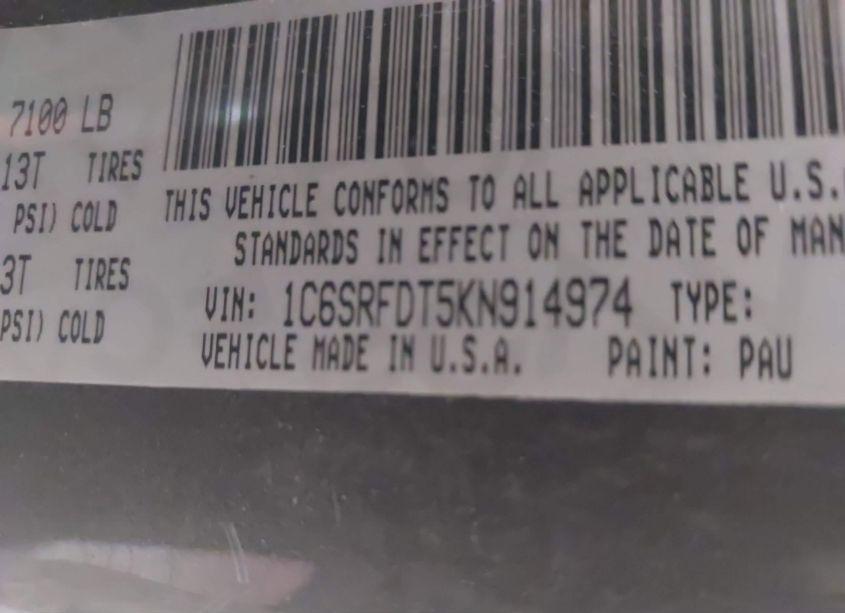 7100 LB
13T TIRES
PSI) COLD
3T TIRES
PSI) COLD
THIS VEHICLE CONFORMS TO ALL APPLICABLE U.S.
STANDARDS IN EFFECT ON THE DATE OF MAN
VIN: 1C6SRFDT5KN914974 TYPE:
VEHICLE MADE IN U.S.A. PAINT: PAU